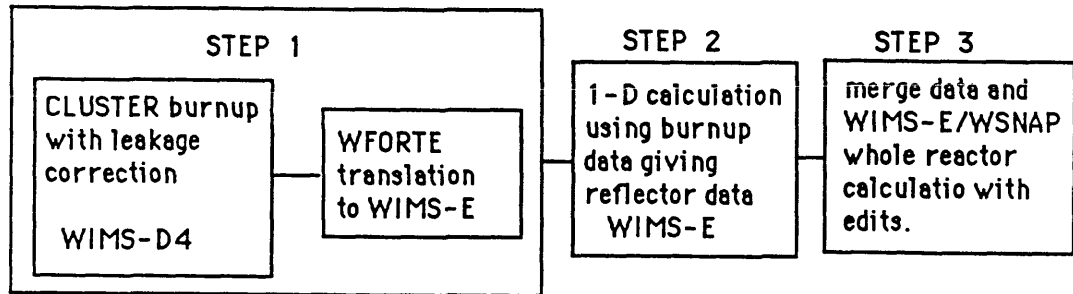 STEP 1
CLUSTER burnup
with leakage
correction
WIMS-D4
WFORTE
translation
to WIMS-E
STEP 2
1-D calculation
using burnup
data giving
reflector data
WIMS-E
STEP 3
merge data and
WIMS-E/WSNAP
whole reactor
calculatio with
edits.